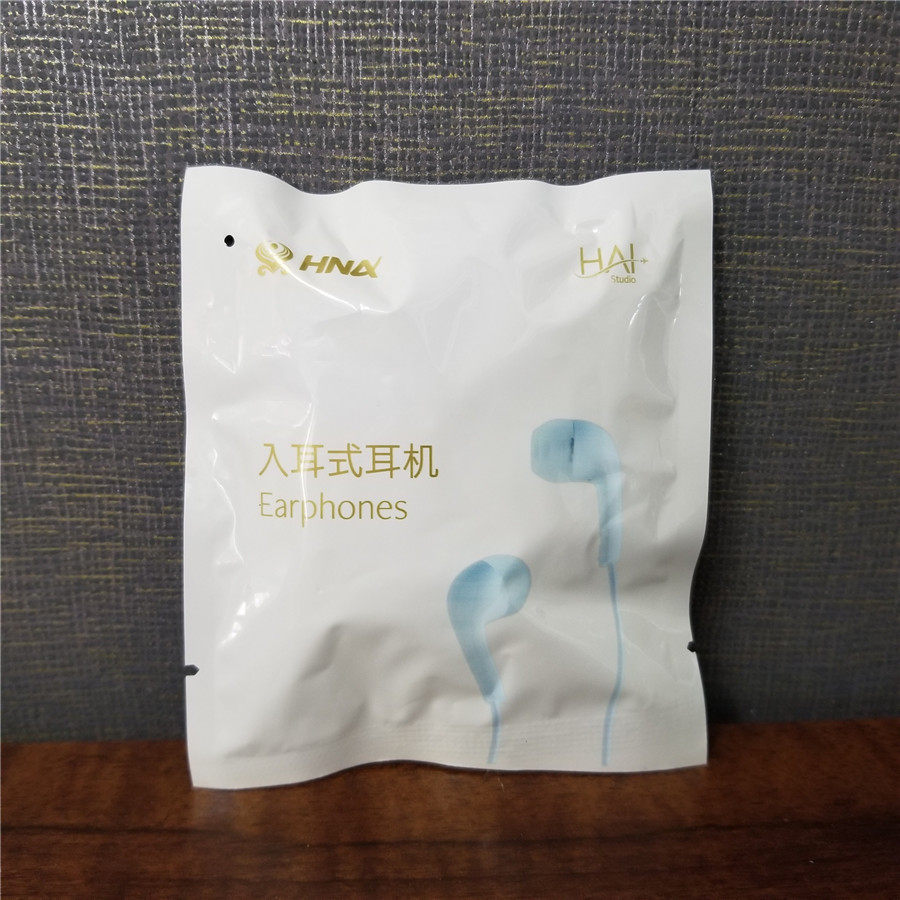 HNA
HAI
Studio
入耳式耳机
Earphones